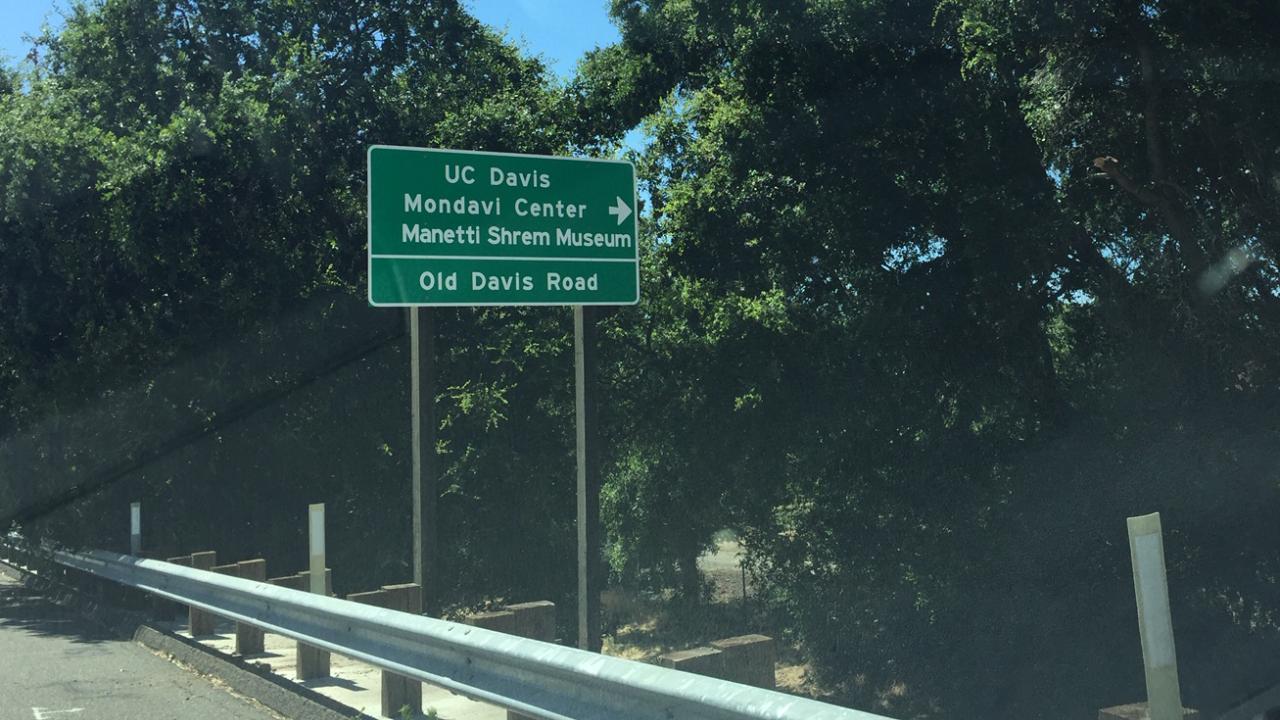 UC Davis
Mondavi Center
Manetti Shrem Museum
Old Davis Road